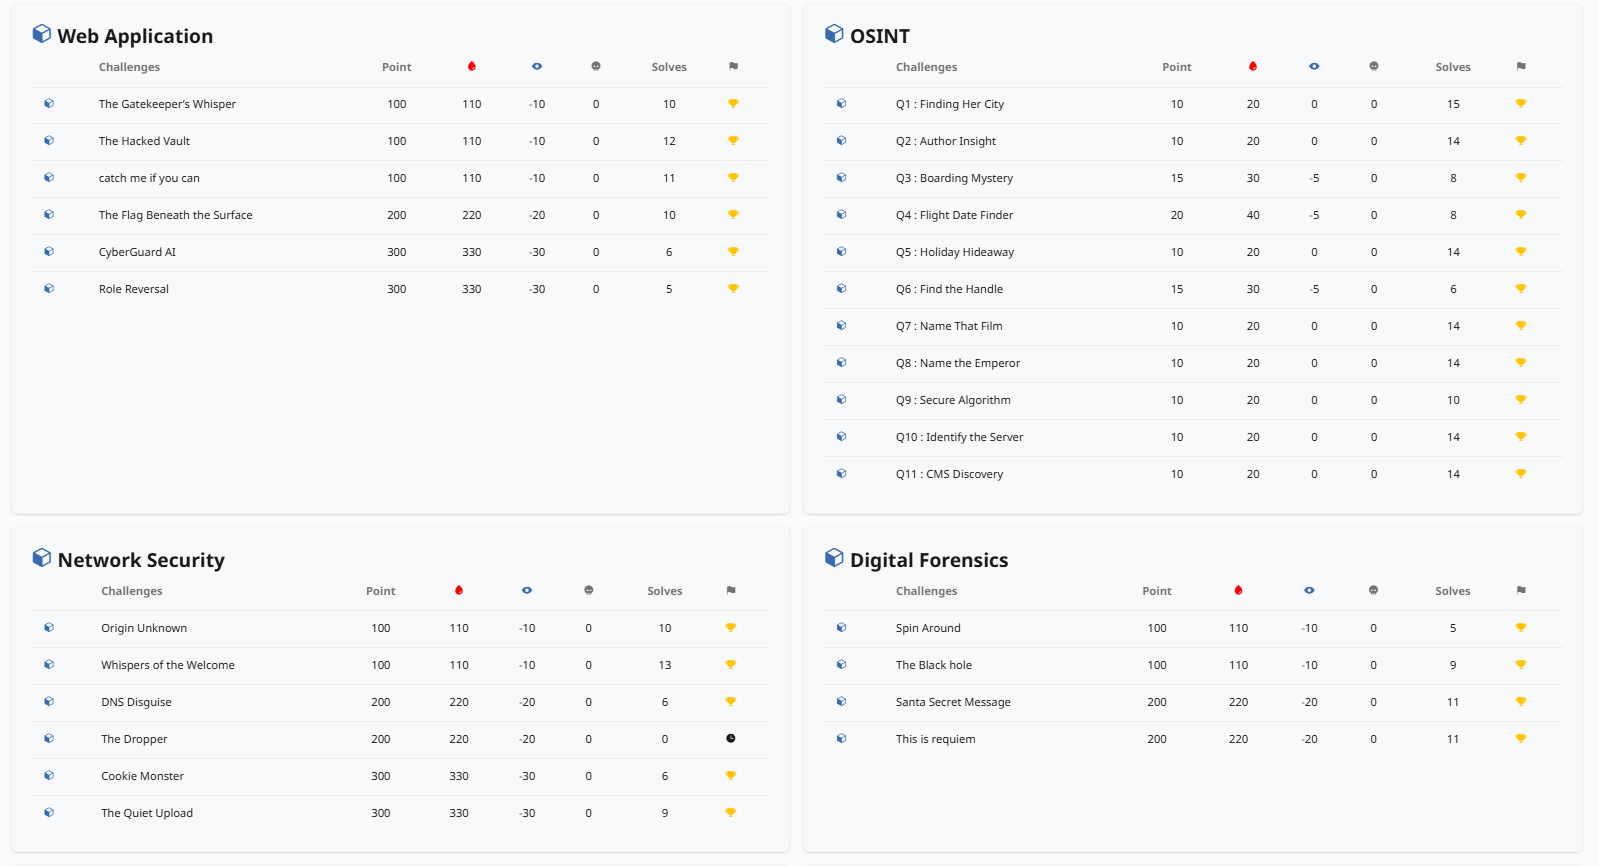 Web Application
Challenges Point Solves
The Gatekeeper's Whisper 100 110 -10 0 10
The Hacked Vault 100 110 -10 0 12
catch me if you can 100 110 -10 0 11
The Flag Beneath the Surface 200 220 -20 0 10
CyberGuard AI 300 330 -30 0 6
Role Reversal 300 330 -30 0 5
OSINT
Challenges Point Solves
Q1 : Finding Her City 10 20 0 0 15
Q2 : Author Insight 10 20 0 0 14
Q3 : Boarding Mystery 15 30 -5 0 8
Q4 : Flight Date Finder 20 40 -5 0 8
Q5 : Holiday Hideaway 10 20 0 0 14
Q6 : Find the Handle 15 30 -5 0 6
Q7 : Name That Film 10 20 0 0 14
Q8 : Name the Emperor 10 20 0 0 14
Q9 : Secure Algorithm 10 20 0 0 10
Q10 : Identify the Server 10 20 0 0 14
Q11 : CMS Discovery 10 20 0 0 14
Network Security
Challenges Point Solves
Origin Unknown 100 110 -10 0 10
Whispers of the Welcome 100 110 -10 0 13
DNS Disguise 200 220 -20 0 6
The Dropper 200 220 -20 0 0
Cookie Monster 300 330 -30 0 6
The Quiet Upload 300 330 -30 0 9
Digital Forensics
Challenges Point Solves
Spin Around 100 110 -10 0 5
The Black hole 100 110 -10 0 9
Santa Secret Message 200 220 -20 0 11
This is requiem 200 220 -20 0 11